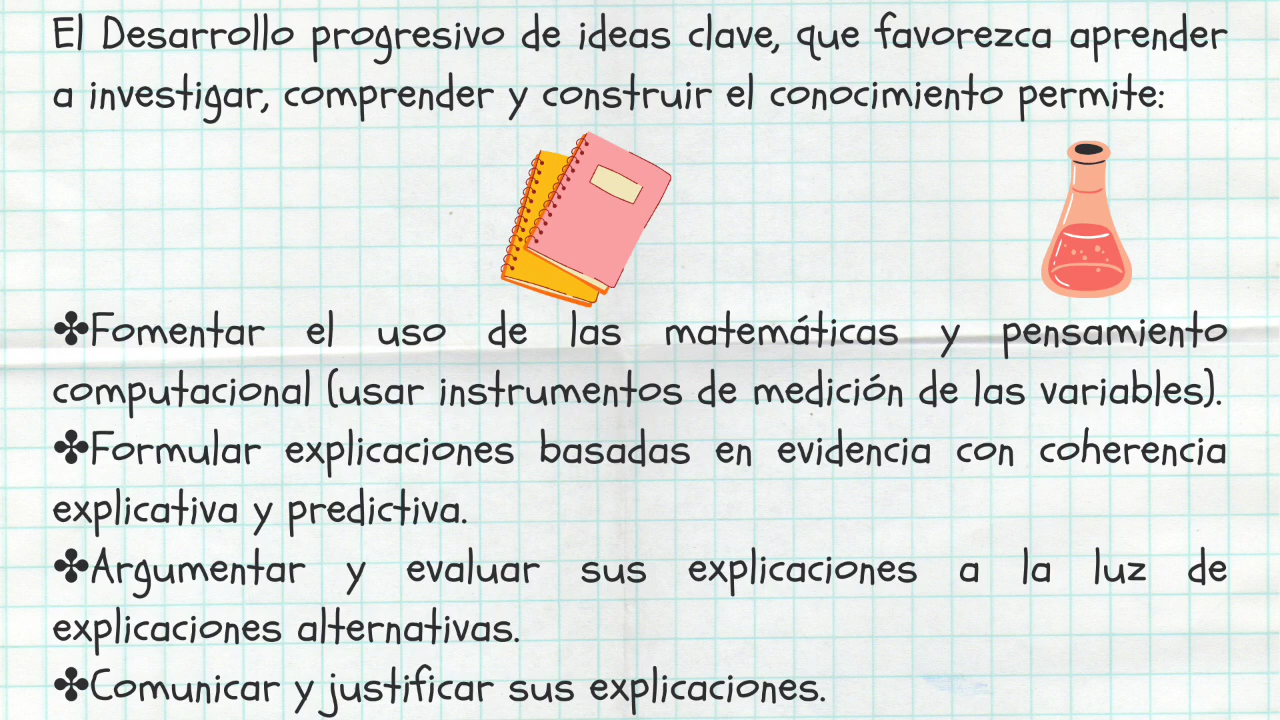 El Desarrollo progresivo de ideas clave, que favorezca aprender
a investigar, comprender y construir el conocimiento permite:
✤Fomentar el uso de las matemáticas y pensamiento
computacional (usar instrumentos de medición de las variables).
✤Formular explicaciones basadas en evidencia con coherencia
explicativa y predictiva.
✤Argumentar y evaluar sus explicaciones a la luz de
explicaciones alternativas.
✤Comunicar y justificar sus explicaciones.